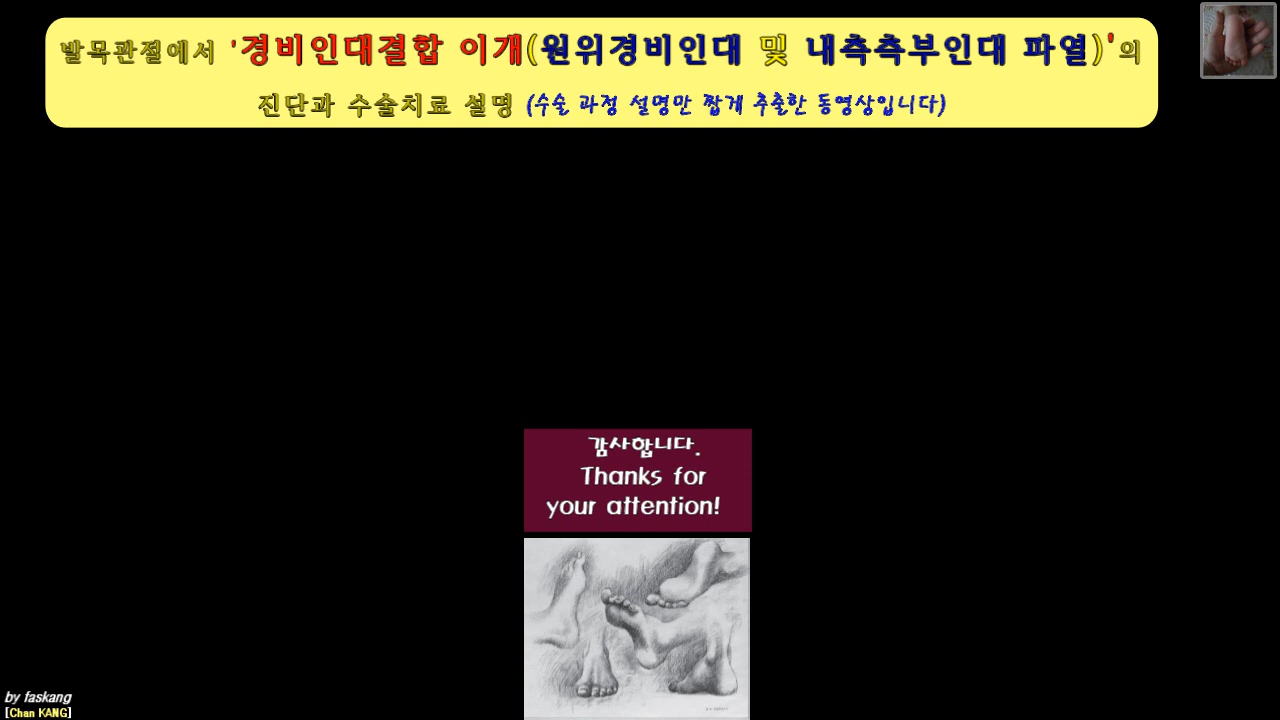 발목관절에서 '경비인대결합 이개(원위경비인대 및 내측측부인대 파열)'의
진단과 수술치료 설명 (수술 과정 설명만 짧게 추출한 동영상입니다)
감사합니다.
Thanks for
your attention!
by faskang
[Chan KANG]